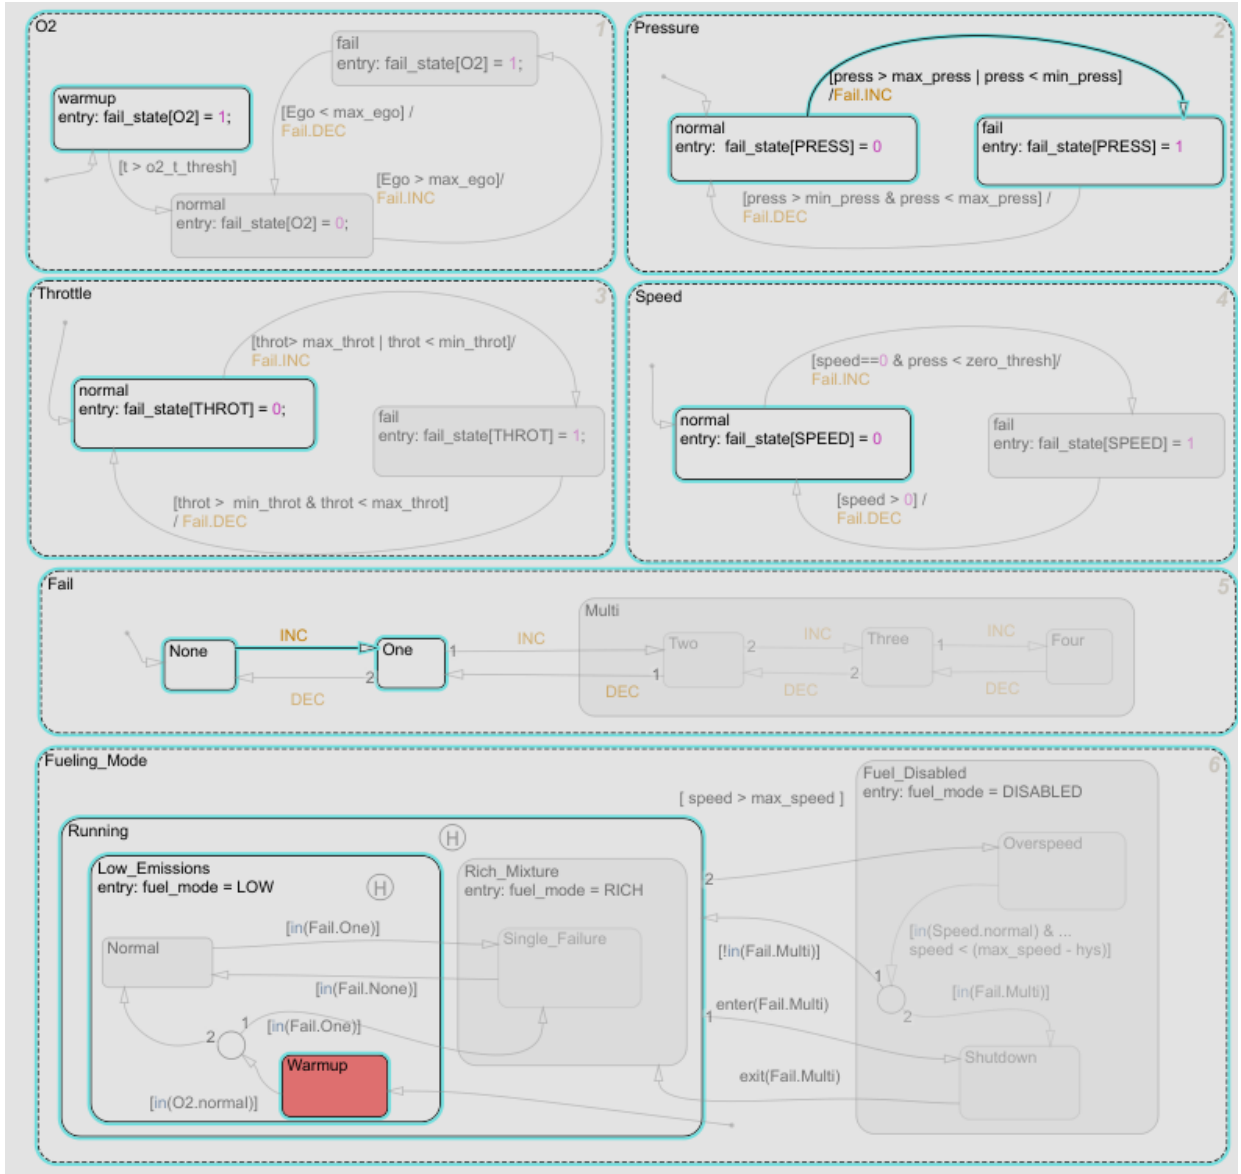 O2
1
fail
entry: fail_state[O2] = 1;
warmup
entry: fail_state[O2] = 1;
[Ego < max_ego] /
Fail.DEC
[t > o2_t_thresh]
[Ego > max_ego]/
Fail.INC
normal
entry: fail_state[O2] = 0;
Pressure
2
[press > max_press | press < min_press]
/Fail.INC
normal
entry: fail_state[PRESS] = 0
fail
entry: fail_state[PRESS] = 1
[press > min_press & press < max_press] /
Fail.DEC
Throttle
3
[throt> max_throt | throt < min_throt]/
Fail.INC
normal
entry: fail_state[THROT] = 0;
fail
entry: fail_state[THROT] = 1;
[throt > min_throt & throt < max_throt]
/ Fail.DEC
Speed
4
[speed==0 & press < zero_thresh]/
Fail.INC
normal
entry: fail_state[SPEED] = 0
fail
entry: fail_state[SPEED] = 1
[speed > 0] /
Fail.DEC
Fail
5
Multi
None
INC
One
1
INC
Two
2
INC
Three
1
INC
Four
DEC
2
DEC
1
DEC
2
DEC
Fueling_Mode
6
[ speed > max_speed ]
Fuel_Disabled
entry: fuel_mode = DISABLED
Running
H
Overspeed
Low_Emissions
entry: fuel_mode = LOW
H
Rich_Mixture
entry: fuel_mode = RICH
2
[in(Fail.One)]
Normal
Single_Failure
[in(Speed.normal) & ...
speed < (max_speed - hys)]
[!in(Fail.Multi)]
1
[in(Fail.None)]
[in(Fail.Multi)]
enter(Fail.Multi)
1
2
1
[in(Fail.One)]
2
Warmup
Shutdown
exit(Fail.Multi)
[in(O2.normal)]